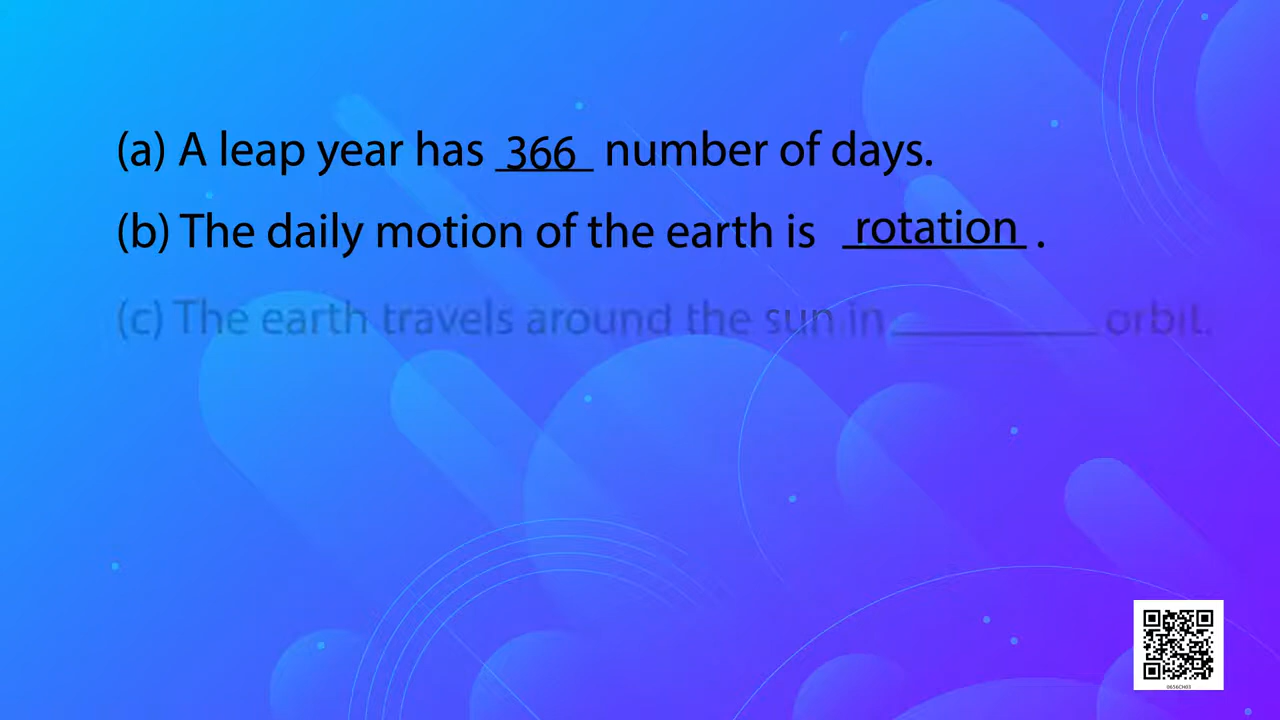 (a) A leap year has 366 number of days.
(b) The daily motion of the earth is rotation .
(c) The earth travels around the sun in ________ orbit.